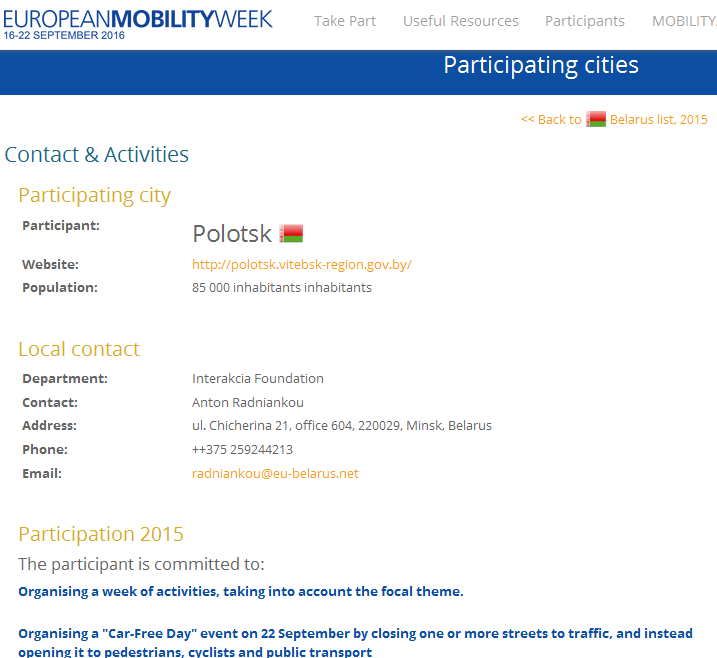 EUROPEANMOBILITYWEEK
16-22 SEPTEMBER 2016
Take Part Useful Resources Participants MOBILITY
Participating cities
<< Back to Belarus list, 2015
Contact & Activities
Participating city
Participant: Polotsk
Website: http://polotsk.vitebsk-region.gov.by/
Population: 85 000 inhabitants inhabitants
Local contact
Department: Interakcia Foundation
Contact: Anton Radniankou
Address: ul. Chicherina 21, office 604, 220029, Minsk, Belarus
Phone: ++375 259244213
Email: radniankou@eu-belarus.net
Participation 2015
The participant is committed to:
Organising a week of activities, taking into account the focal theme.
Organising a "Car-Free Day" event on 22 September by closing one or more streets to traffic, and instead
opening it to pedestrians, cyclists and public transport